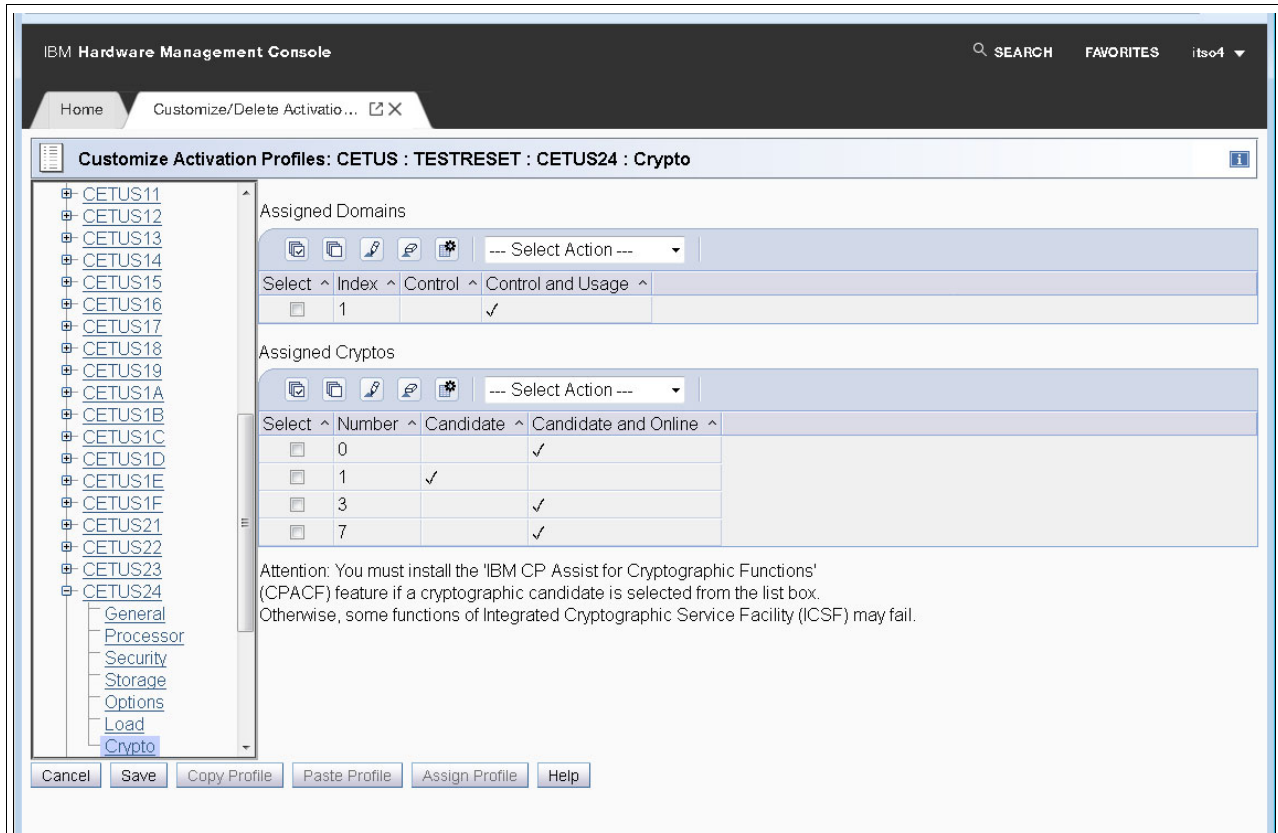 IBM Hardware Management Console
SEARCH FAVORITES itso4
Home Customize/Delete Activatio...
Customize Activation Profiles: CETUS : TESTRESET : CETUS24 : Crypto
CETUS11
CETUS12
CETUS13
CETUS14
CETUS15
CETUS16
CETUS17
CETUS18
CETUS19
CETUS1A
CETUS1B
CETUS1C
CETUS1D
CETUS1E
CETUS1F
CETUS21
CETUS22
CETUS23
CETUS24
General
Processor
Security
Storage
Options
Load
Crypto
Assigned Domains
--- Select Action ---
Select ^ Index ^ Control ^ Control and Usage ^
1 ✓
Assigned Cryptos
--- Select Action ---
Select ^ Number ^ Candidate ^ Candidate and Online ^
0 ✓
1 ✓
3 ✓
7 ✓
Attention: You must install the 'IBM CP Assist for Cryptographic Functions'
(CPACF) feature if a cryptographic candidate is selected from the list box.
Otherwise, some functions of Integrated Cryptographic Service Facility (ICSF) may fail.
Cancel Save Copy Profile Paste Profile Assign Profile Help